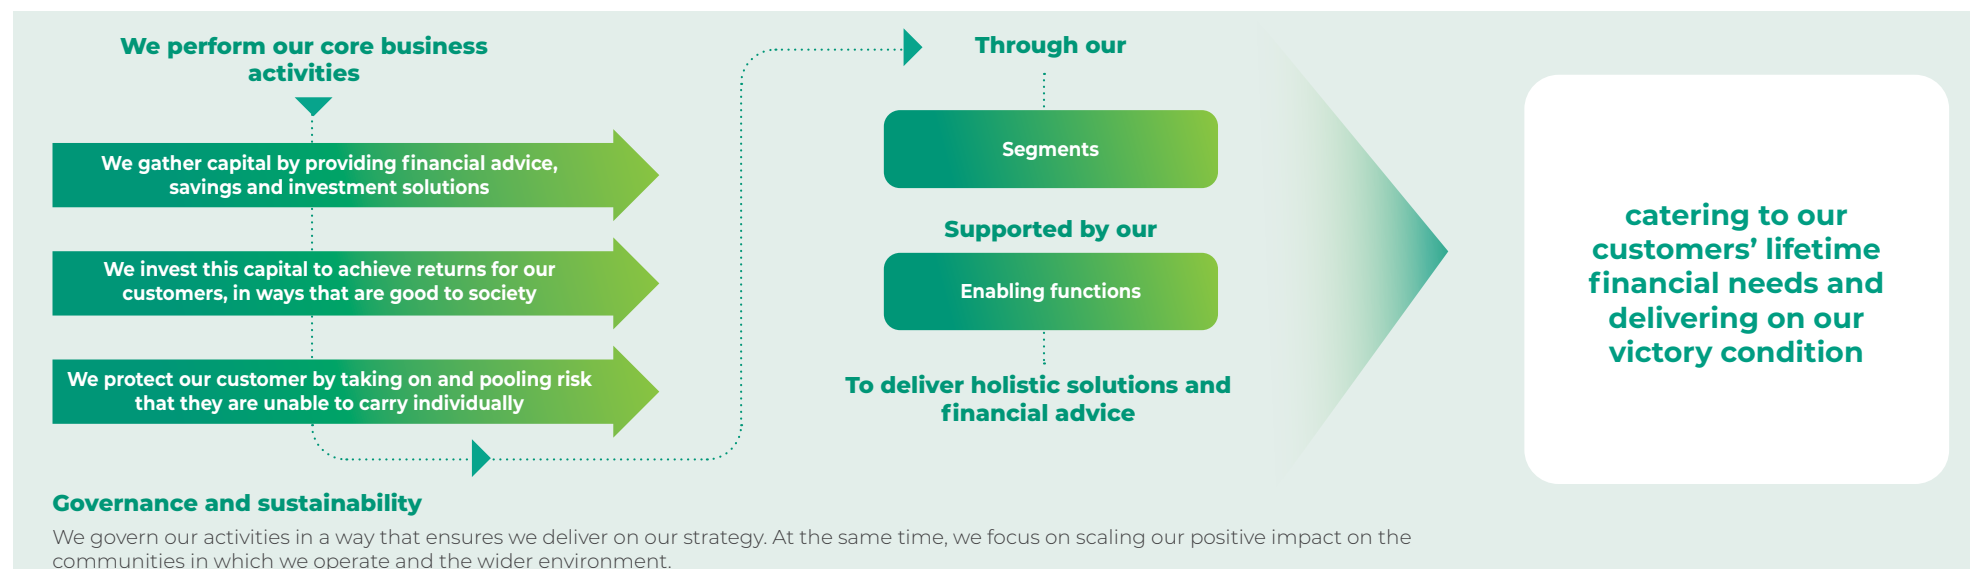 We perform our core business
activities
We gather capital by providing financial advice,
savings and investment solutions
We invest this capital to achieve returns for our
customers, in ways that are good to society
We protect our customer by taking on and pooling risk
that they are unable to carry individually
Through our
Segments
Supported by our
Enabling functions
To deliver holistic solutions and
financial advice
catering to our
customers’ lifetime
financial needs and
delivering on our
victory condition
Governance and sustainability
We govern our activities in a way that ensures we deliver on our strategy. At the same time, we focus on scaling our positive impact on the
communities in which we operate and the wider environment.